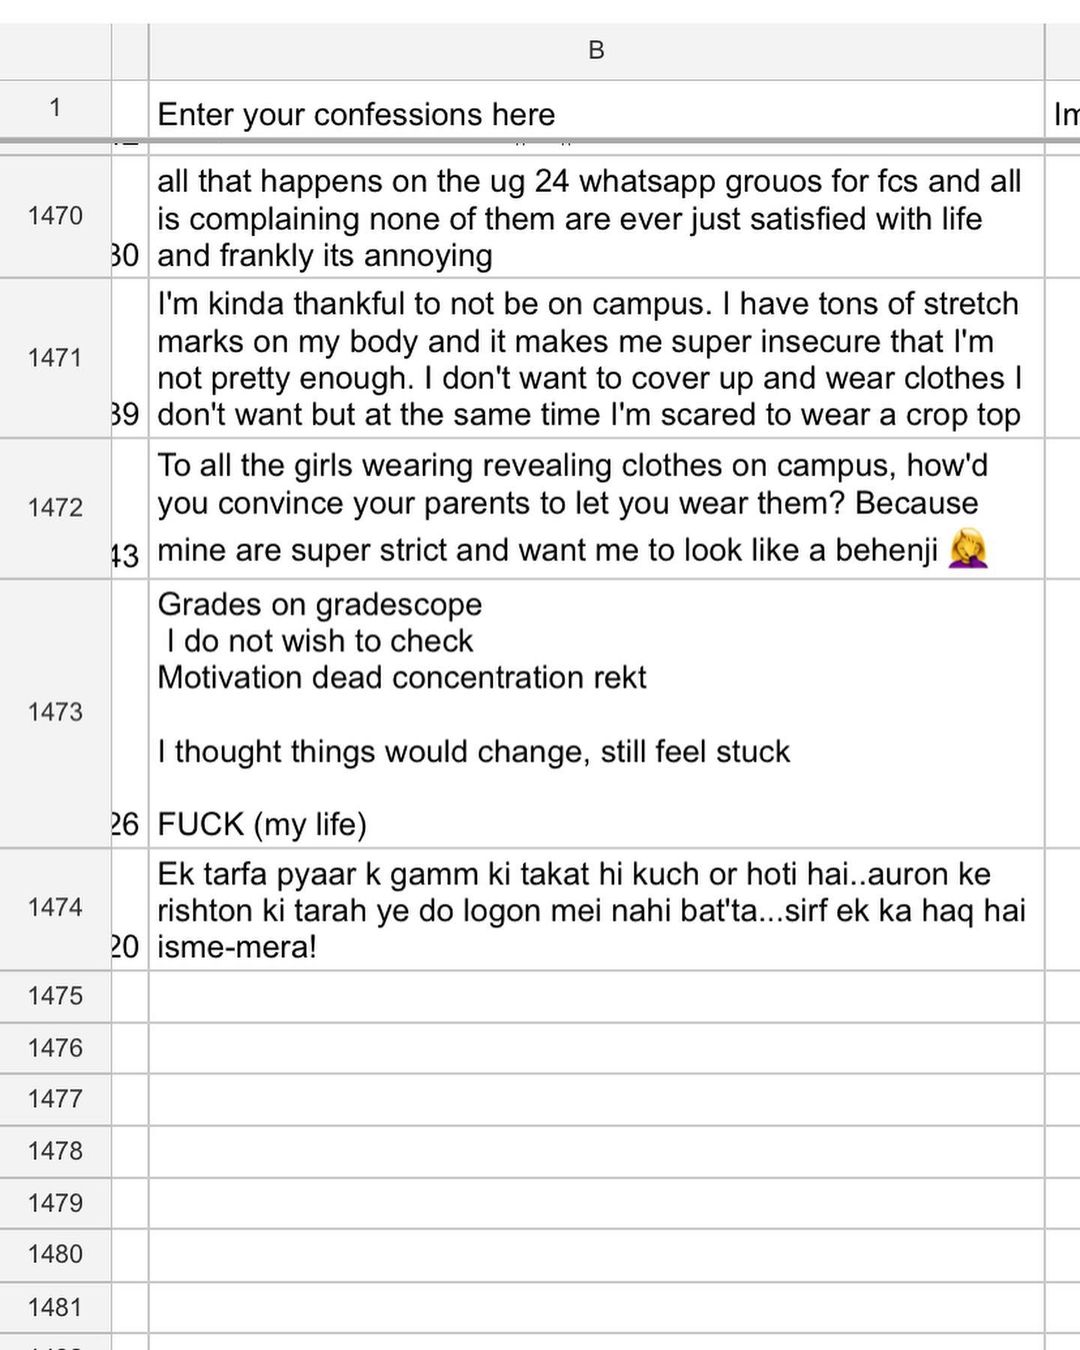 B
1
Enter your confessions here
1470
all that happens on the ug 24 whatsapp grouos for fcs and all
is complaining none of them are ever just satisfied with life
30 and frankly its annoying
1471
I'm kinda thankful to not be on campus. I have tons of stretch
marks on my body and it makes me super insecure that I'm
not pretty enough. I don't want to cover up and wear clothes I
39 don't want but at the same time I'm scared to wear a crop top
1472
To all the girls wearing revealing clothes on campus, how'd
you convince your parents to let you wear them? Because
43 mine are super strict and want me to look like a behenji 🤦‍♀️
1473
Grades on gradescope
I do not wish to check
Motivation dead concentration rekt
I thought things would change, still feel stuck
26 FUCK (my life)
1474
Ek tarfa pyaar k gamm ki takat hi kuch or hoti hai..auron ke
rishton ki tarah ye do logon mei nahi bat'ta...sirf ek ka haq hai
20 isme-mera!
1475
1476
1477
1478
1479
1480
1481